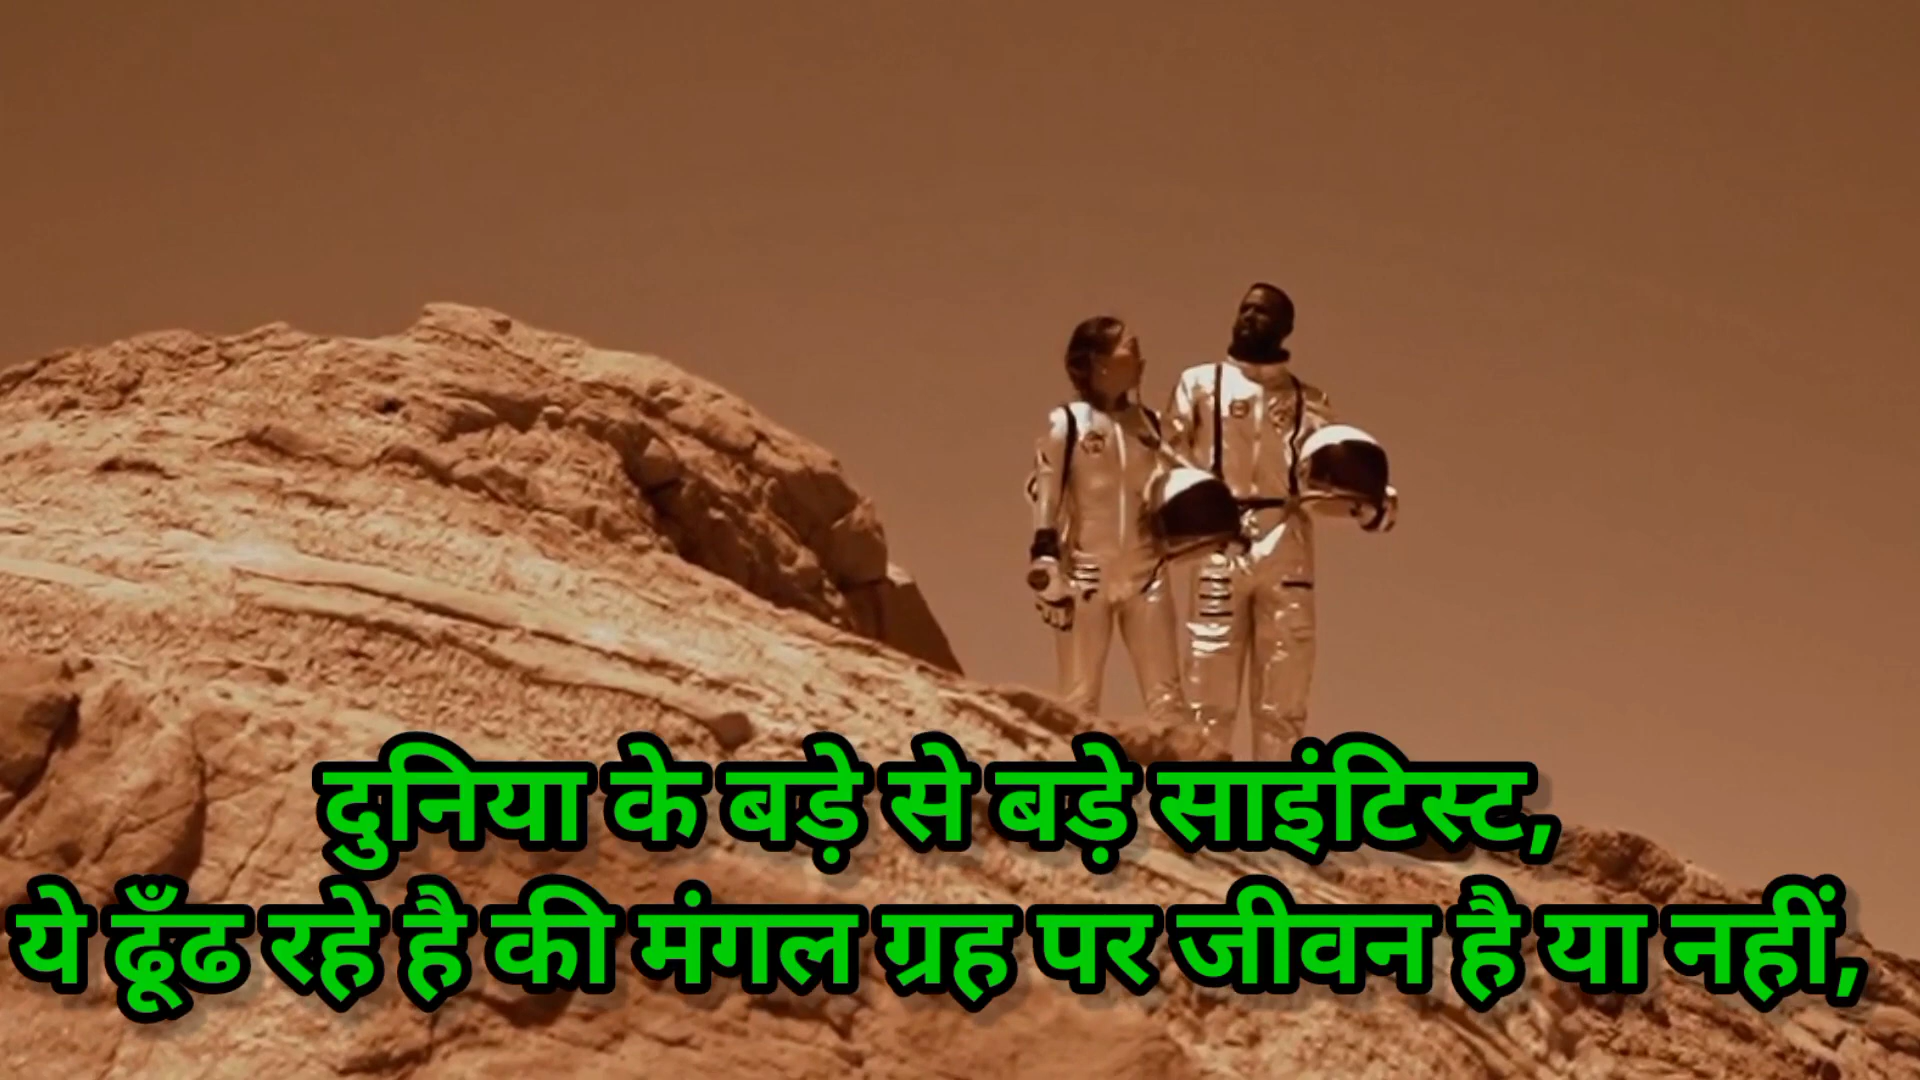 दुनिया के बड़े से बड़े साइंटिस्ट,
ये ढूँढ रहे है की मंगल ग्रह पर जीवन है या नहीं,